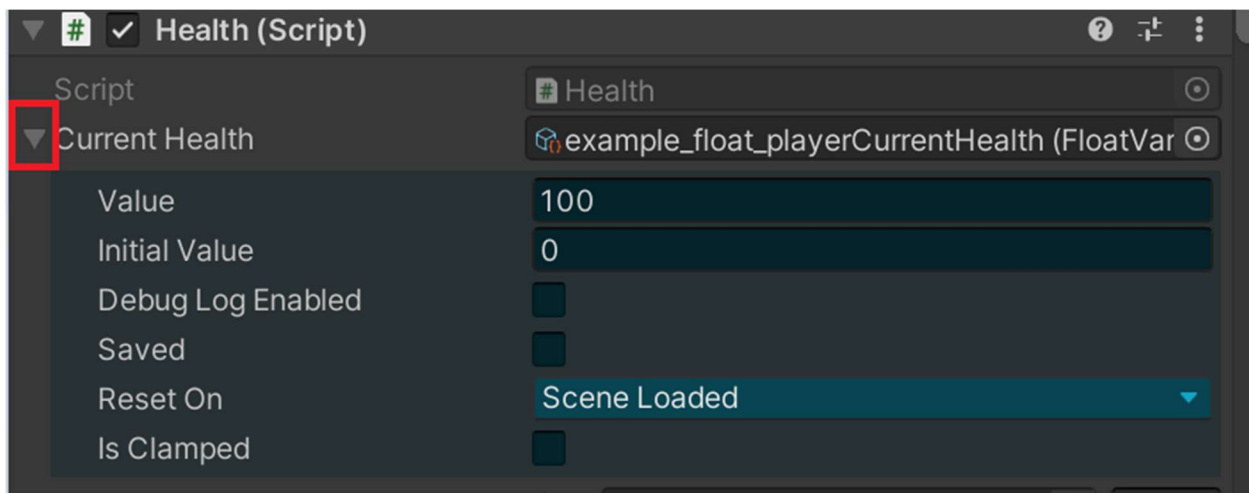 # Health (Script)
Script # Health
Current Health example_float_playerCurrentHealth (FloatVar
Value 100
Initial Value 0
Debug Log Enabled
Saved
Reset On Scene Loaded
Is Clamped